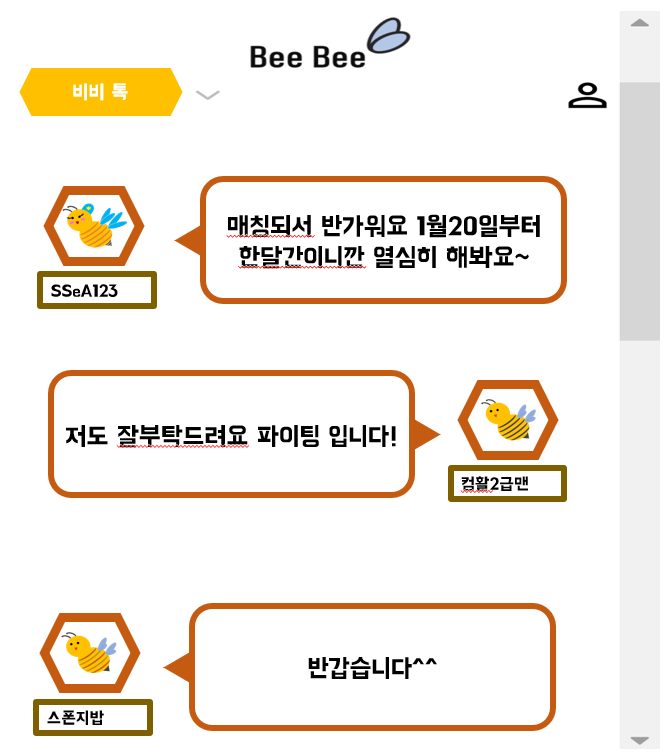 Bee Bee
비비 톡
매칭되서 반가워요 1월20일부터
한달간이니깐 열심히 해봐요~
SSeA123
저도 잘부탁드려요 파이팅 입니다!
컴활2급맨
반갑습니다^^
스폰지밥